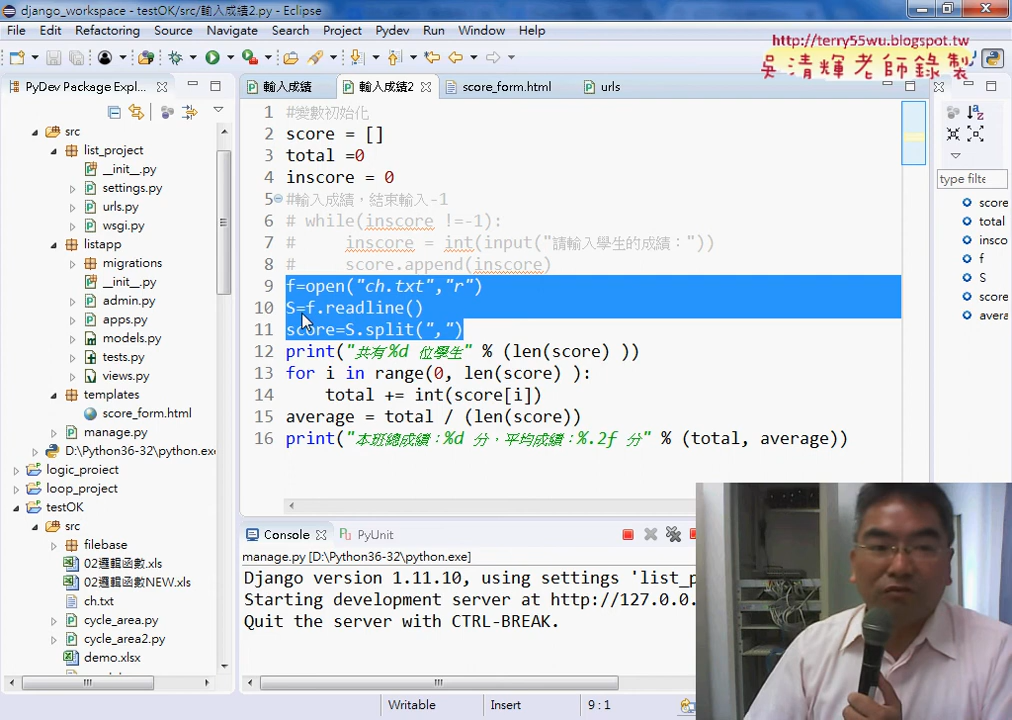 django_workspace - testOK/src/輸入成績2.py - Eclipse
File Edit Refactoring Source Navigate Search Project Pydev Run Window Help
http://terry55wu.blogspot.tw
吳清輝老師錄製
PyDev Package Expl...
輸入成績
輸入成績2
score_form.html
urls
src
list_project
__init__.py
settings.py
urls.py
wsgi.py
listapp
migrations
__init__.py
admin.py
apps.py
models.py
tests.py
views.py
templates
score_form.html
manage.py
D:\Python36-32\python.exe
logic_project
loop_project
testOK
src
filebase
02邏輯函數.xls
02邏輯函數NEW.xls
ch.txt
cycle_area.py
cycle_area2.py
demo.xlsx
1 #變數初始化
2 score = []
3 total =0
4 inscore = 0
5 #輸入成績，結束輸入-1
6 # while(inscore !=-1):
7 #     inscore = int(input("請輸入學生的成績："))
8 #     score.append(inscore)
9 f=open("ch.txt","r")
10 S=f.readline()
11 score=S.split(",")
12 print("共有%d 位學生" % (len(score) ))
13 for i in range(0, len(score) ):
14     total += int(score[i])
15 average = total / (len(score))
16 print("本班總成績：%d 分，平均成績：%.2f 分" % (total, average))
type filte
score
total
insco
f
S
score
avera
Console
PyUnit
manage.py [D:\Python36-32\python.exe]
Django version 1.11.10, using settings 'list_p
Starting development server at http://127.0.0.
Quit the server with CTRL-BREAK.
Writable
Insert
9 : 1